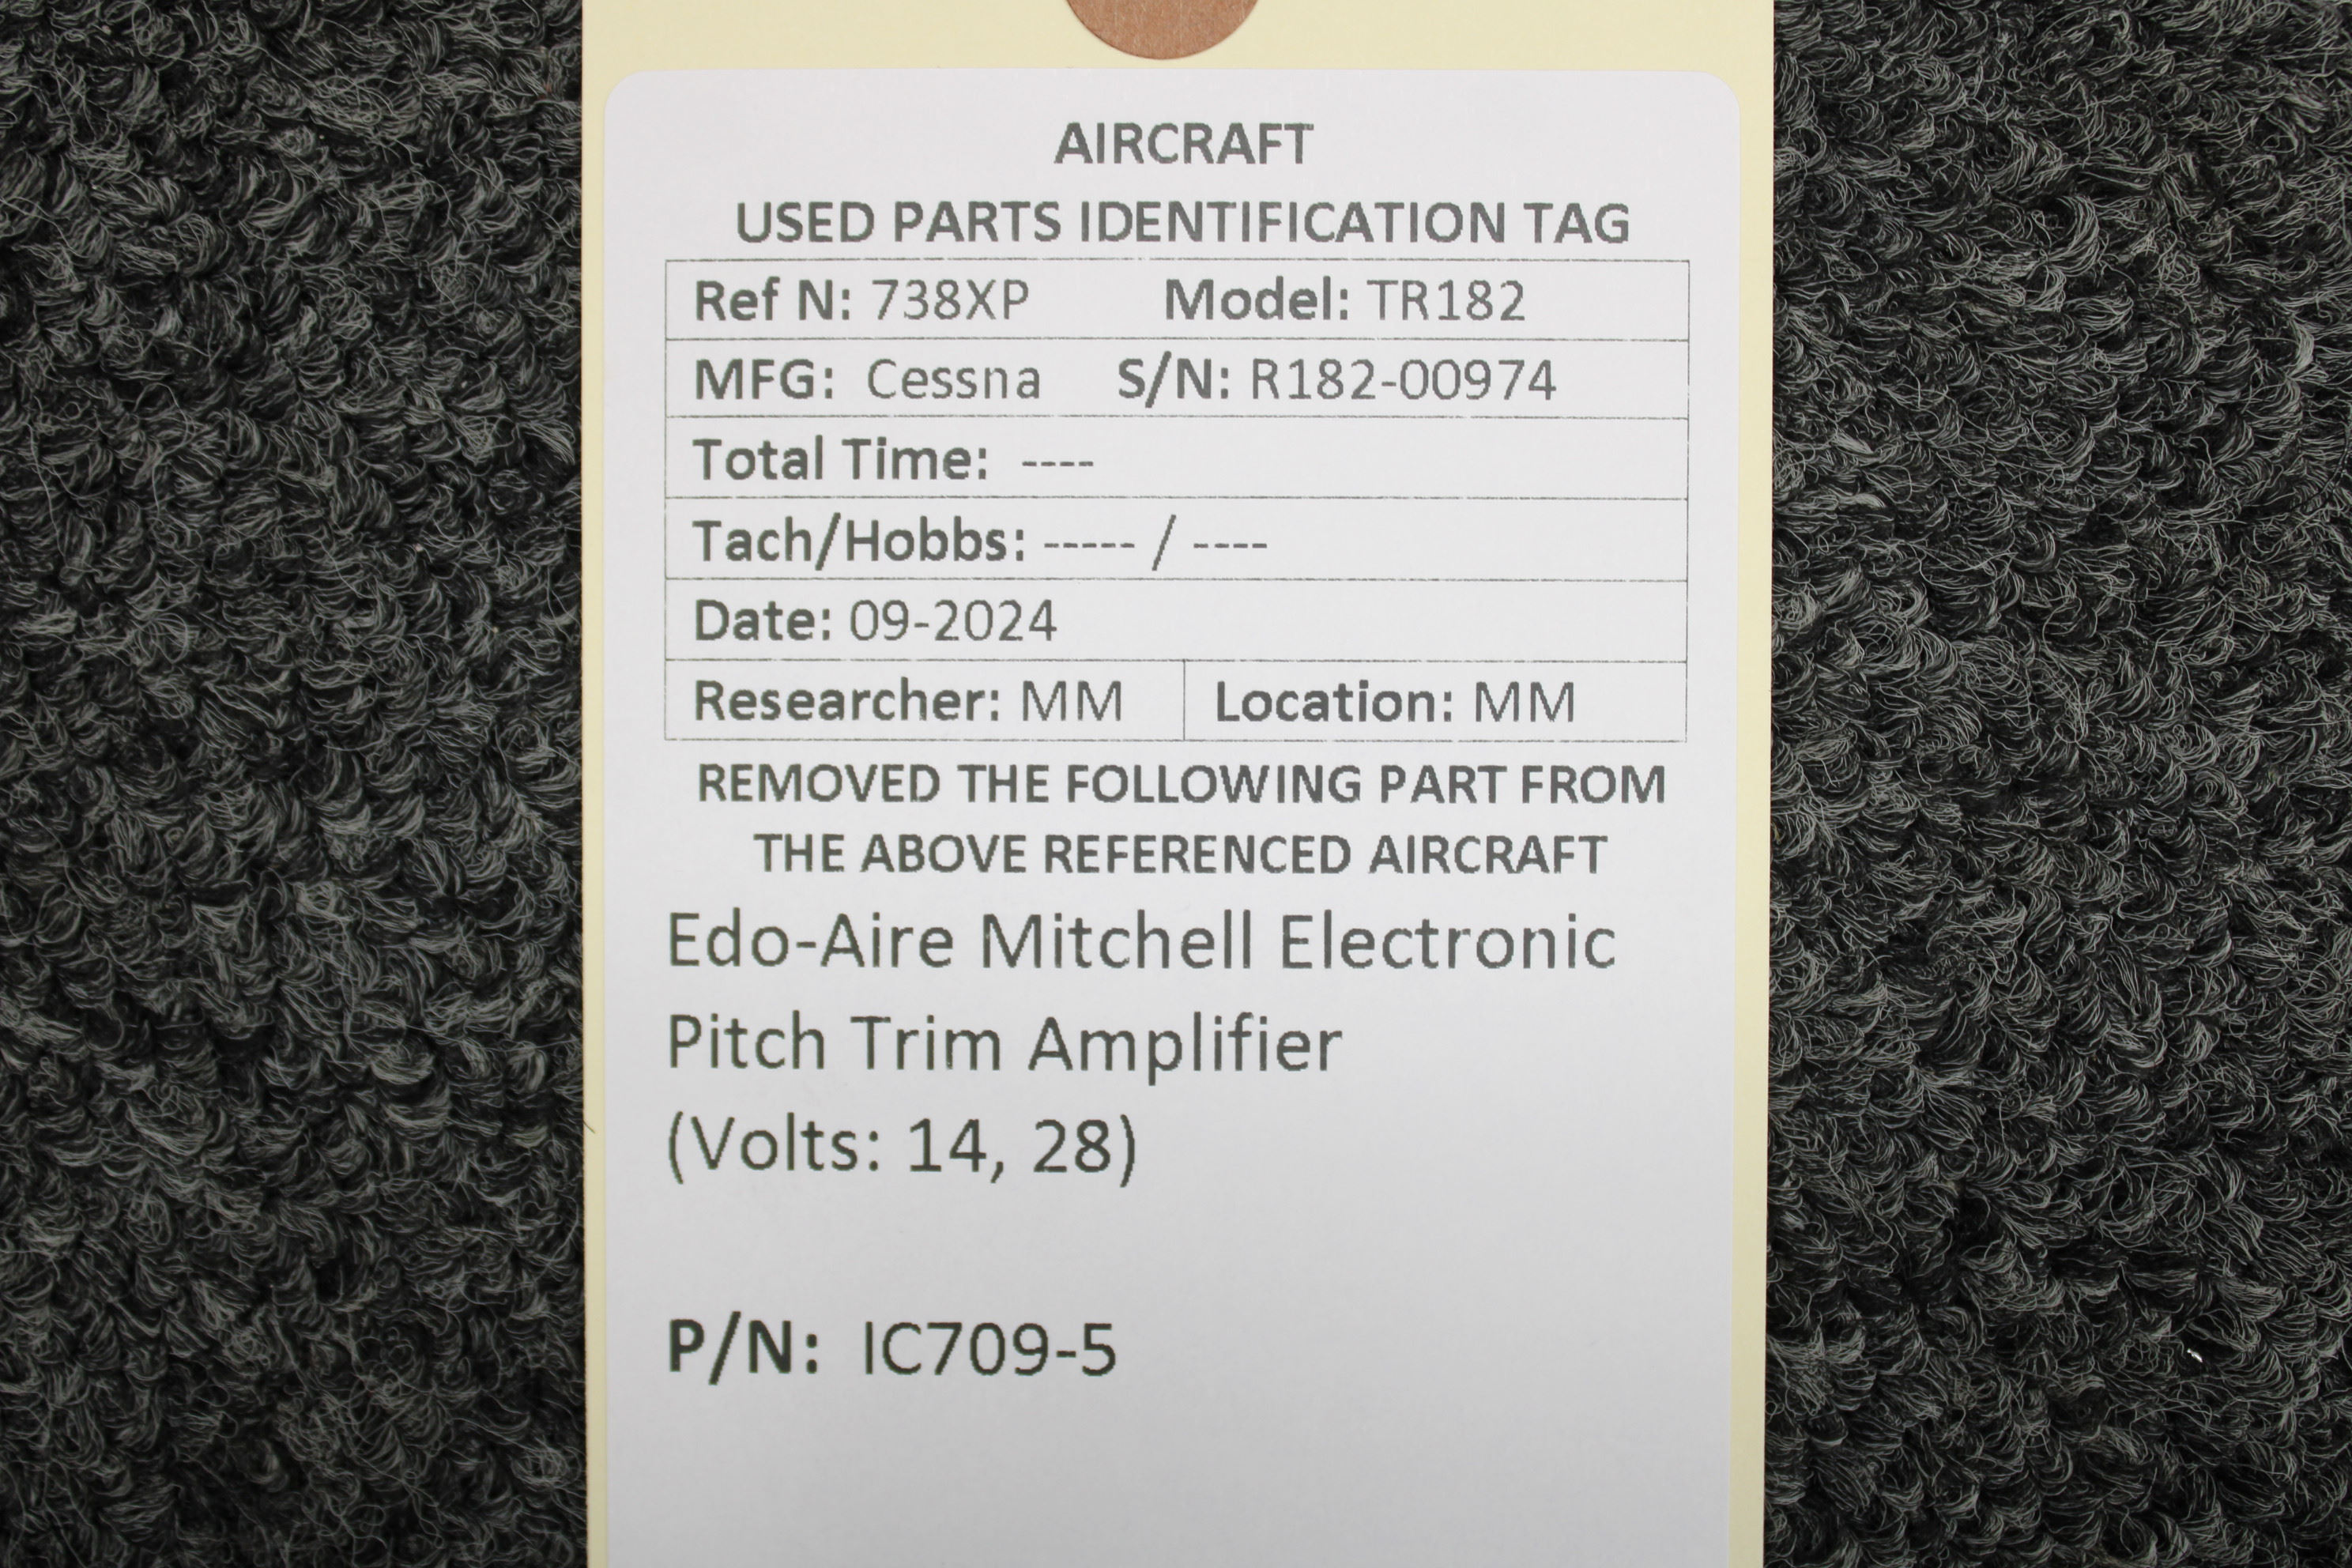 AIRCRAFT
USED PARTS IDENTIFICATION TAG
Ref N: 738XP Model: TR182
MFG: Cessna S/N: R182-00974
Total Time: ----
Tach/Hobbs: ----- / ----
Date: 09-2024
Researcher: MM Location: MM
REMOVED THE FOLLOWING PART FROM
THE ABOVE REFERENCED AIRCRAFT
Edo-Aire Mitchell Electronic
Pitch Trim Amplifier
(Volts: 14, 28)
P/N: IC709-5